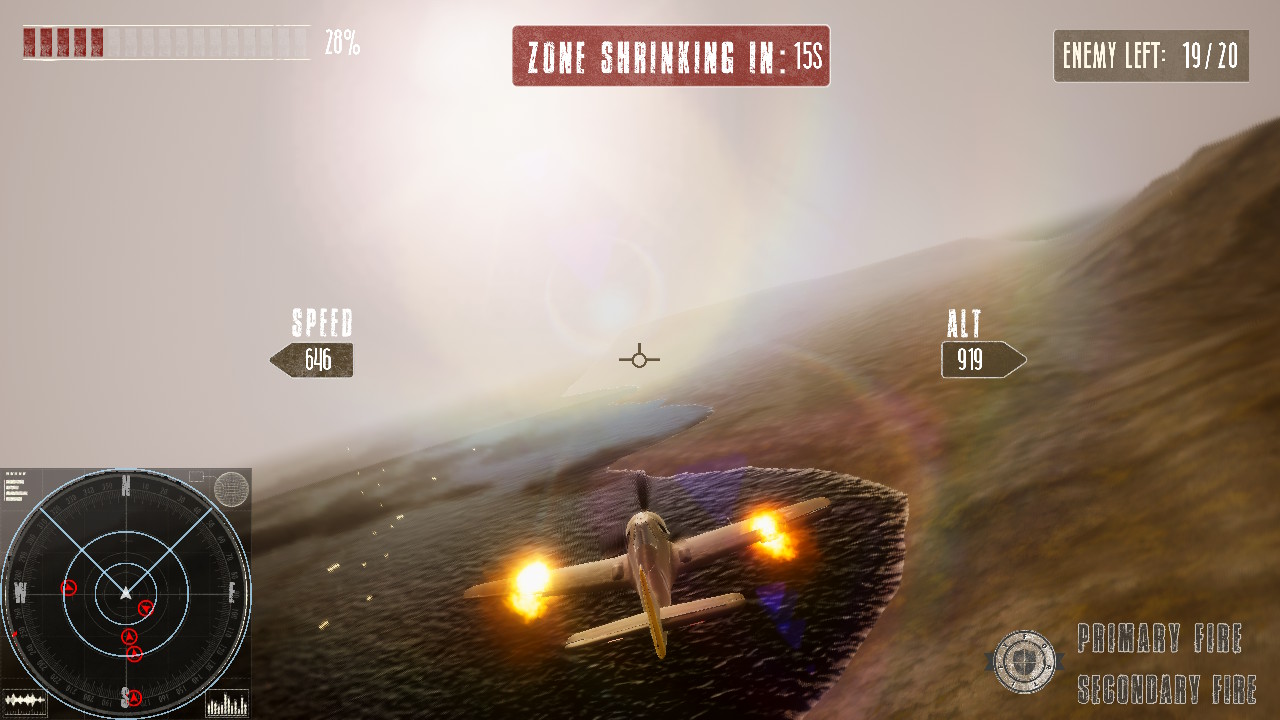 28%
ZONE SHRINKING IN: 15S
ENEMY LEFT: 19/20
SPEED
646
ALT
919
N
W
S
PRIMARY FIRE
SECONDARY FIRE